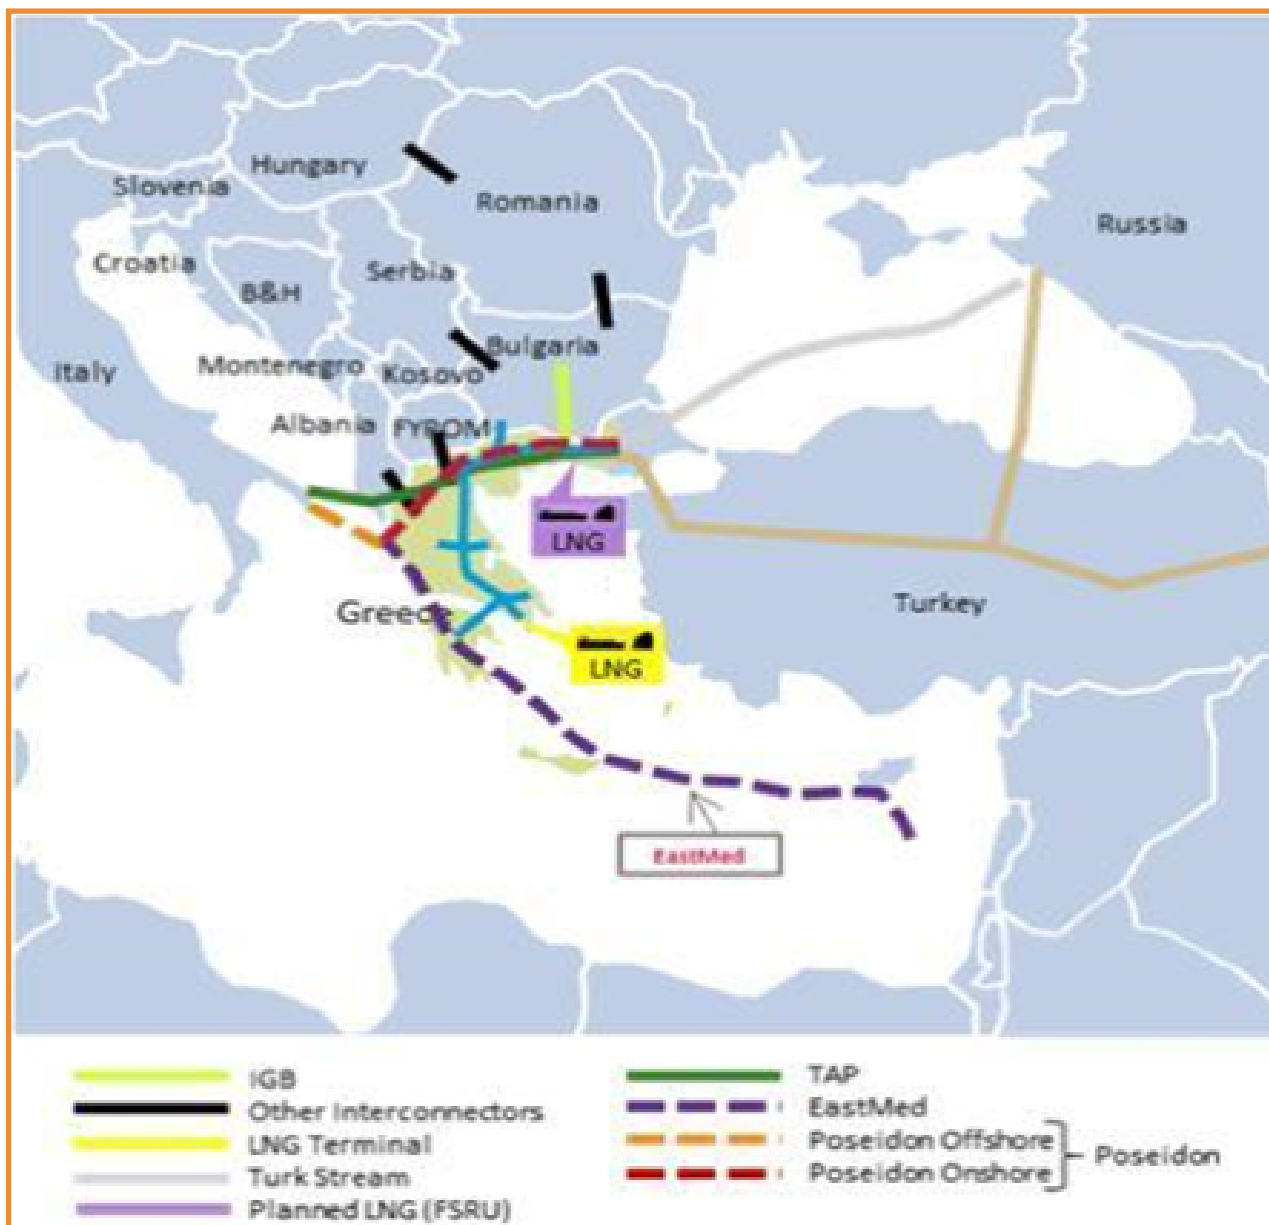 Hungary
Slovenia
Romania
Russia
Croatia
Serbia
B&H
Bulgaria
Italy
Montenegro
Kosovo
Albania
FYROM
LNG
Turkey
Greece
LNG
EastMed
IGB
Other Interconnectors
LNG Terminal
Turk Stream
Planned LNG (FSRU)
TAP
EastMed
Poseidon Offshore
Poseidon Onshore
Poseidon